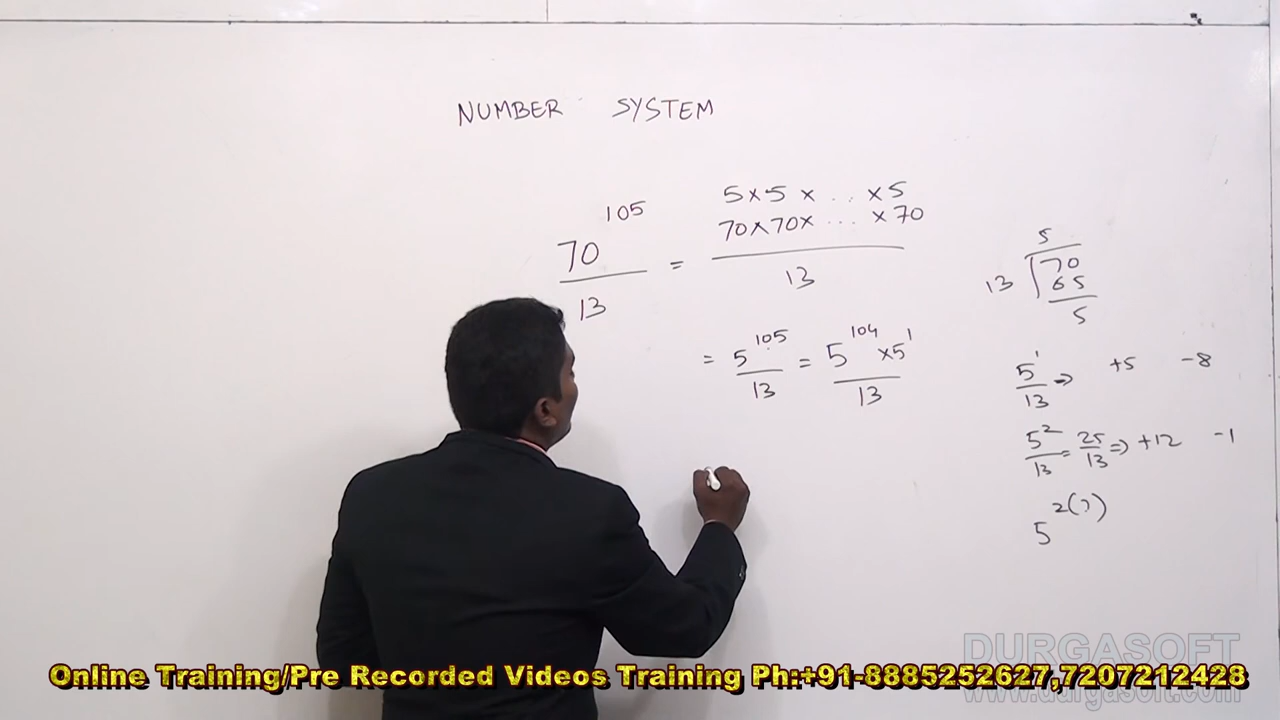 NUMBER SYSTEM
5×5× ... ×5
70^105 / 13 = 70×70× ... ×70 / 13
= 5^105 / 13 = 5^104 ×5^1 / 13
5
13 70
65
5
5^1 / 13 ⇒ +5 -8
5^2 / 13 = 25 / 13 ⇒ +12 -1
5^2( )
DURGASOFT
www.durgasoft.com
Online Training/Pre Recorded Videos Training Ph:+91-8885252627,7207212428